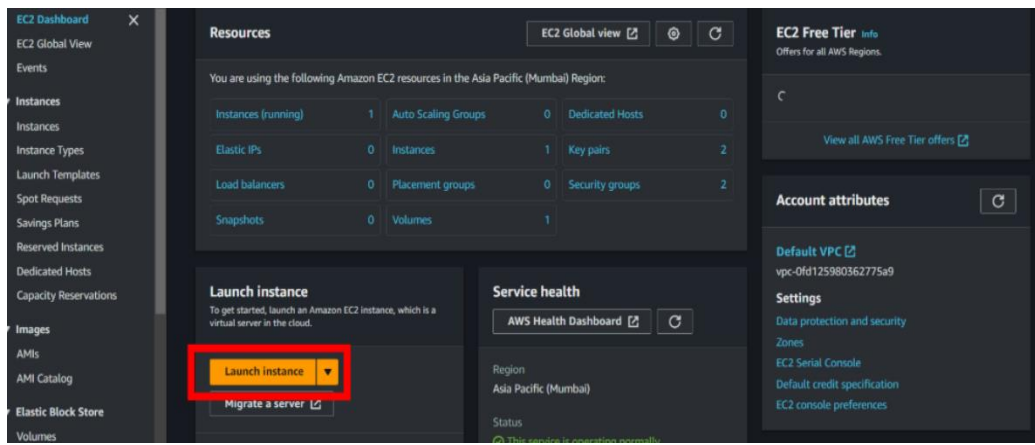 EC2 Dashboard
EC2 Global View
Events
Instances
Instances
Instance Types
Launch Templates
Spot Requests
Savings Plans
Reserved Instances
Dedicated Hosts
Capacity Reservations
Images
AMIs
AMI Catalog
Elastic Block Store
Volumes
Resources
EC2 Global view
You are using the following Amazon EC2 resources in the Asia Pacific (Mumbai) Region:
Instances (running) 1 Auto Scaling Groups 0 Dedicated Hosts 0
Elastic IPs 0 Instances 1 Key pairs 2
Load balancers 0 Placement groups 0 Security groups 2
Snapshots 0 Volumes 1
Launch instance
To get started, launch an Amazon EC2 instance, which is a
virtual server in the cloud.
Launch instance
Migrate a server
Service health
AWS Health Dashboard
Region
Asia Pacific (Mumbai)
Status
This service is operating normally
EC2 Free Tier Info
Offers for all AWS Regions.
View all AWS Free Tier offers
Account attributes
Default VPC
vpc-0fd125980362775a9
Settings
Data protection and security
Zones
EC2 Serial Console
Default credit specification
EC2 console preferences